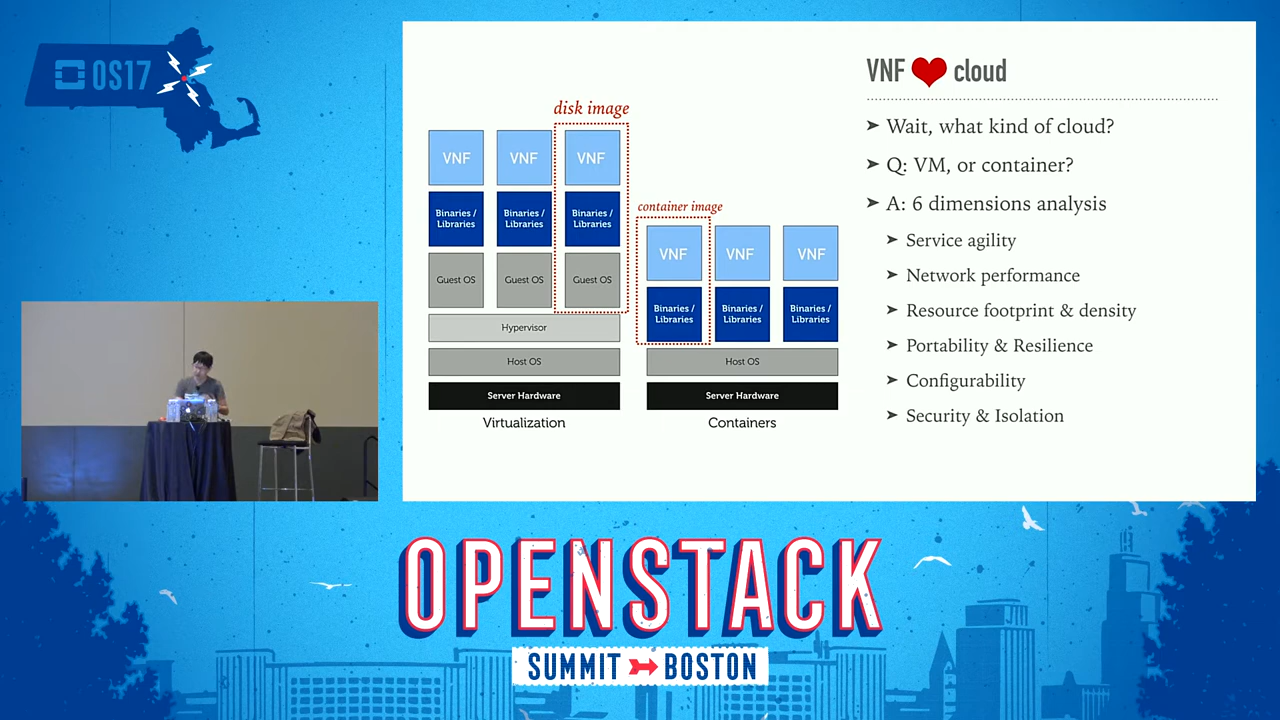 OS17
disk image
VNF
VNF
VNF
Binaries /
Libraries
Binaries /
Libraries
Binaries /
Libraries
Guest OS
Guest OS
Guest OS
Hypervisor
Host OS
Server Hardware
Virtualization
container image
VNF
VNF
VNF
Binaries /
Libraries
Binaries /
Libraries
Binaries /
Libraries
Host OS
Server Hardware
Containers
VNF ❤ cloud
➤ Wait, what kind of cloud?
➤ Q: VM, or container?
➤ A: 6 dimensions analysis
➤ Service agility
➤ Network performance
➤ Resource footprint & density
➤ Portability & Resilience
➤ Configurability
➤ Security & Isolation
OPENSTACK
SUMMIT BOSTON